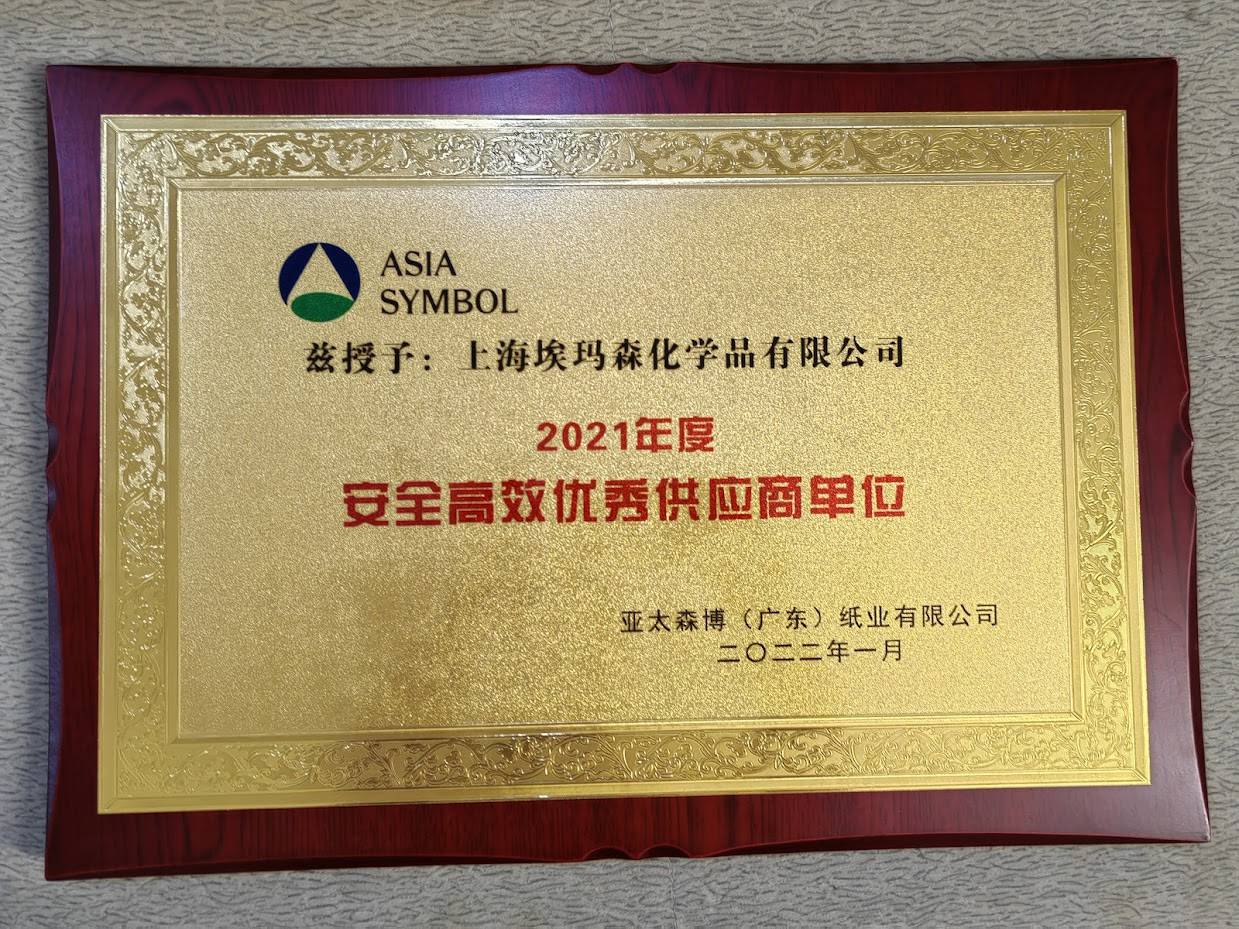 ASIA
SYMBOL
兹授予：上海埃玛森化学品有限公司
2021年度
安全高效优秀供应商单位
亚太森博（广东）纸业有限公司
二〇二二年一月